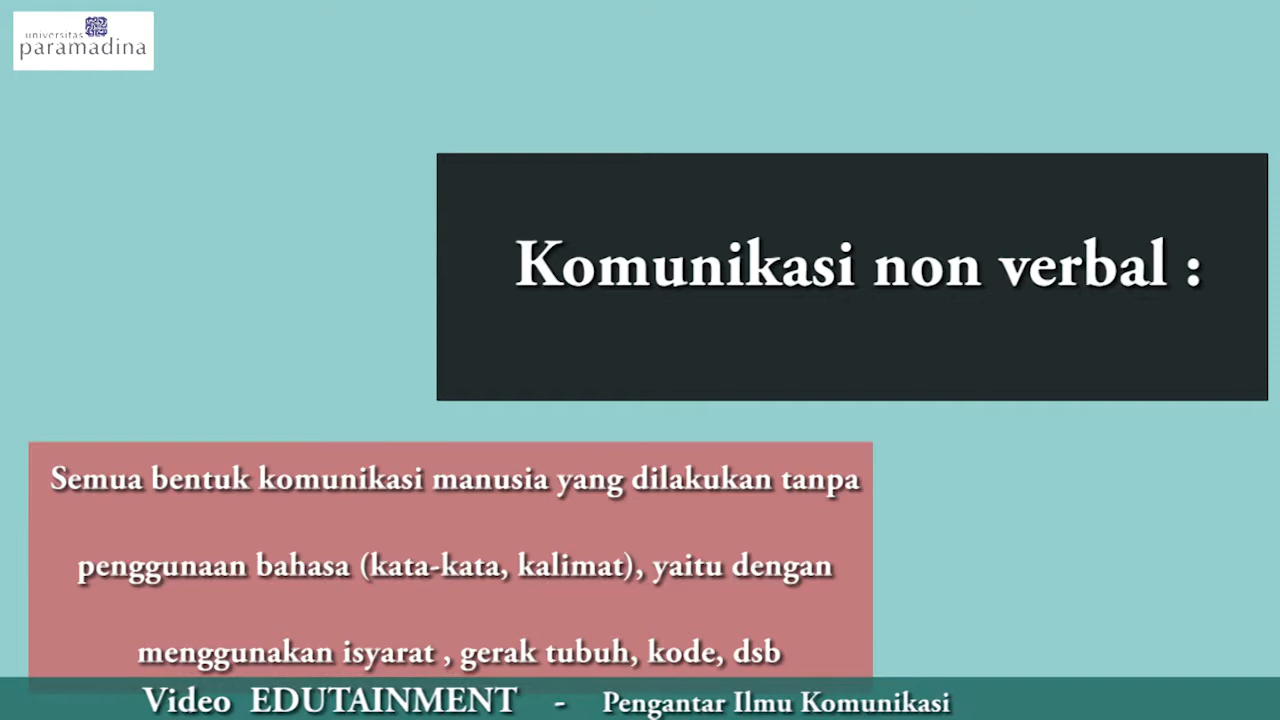 universitas
paramadina
Komunikasi non verbal :
Semua bentuk komunikasi manusia yang dilakukan tanpa
penggunaan bahasa (kata-kata, kalimat), yaitu dengan
menggunakan isyarat , gerak tubuh, kode, dsb
Video EDUTAINMENT - Pengantar Ilmu Komunikasi